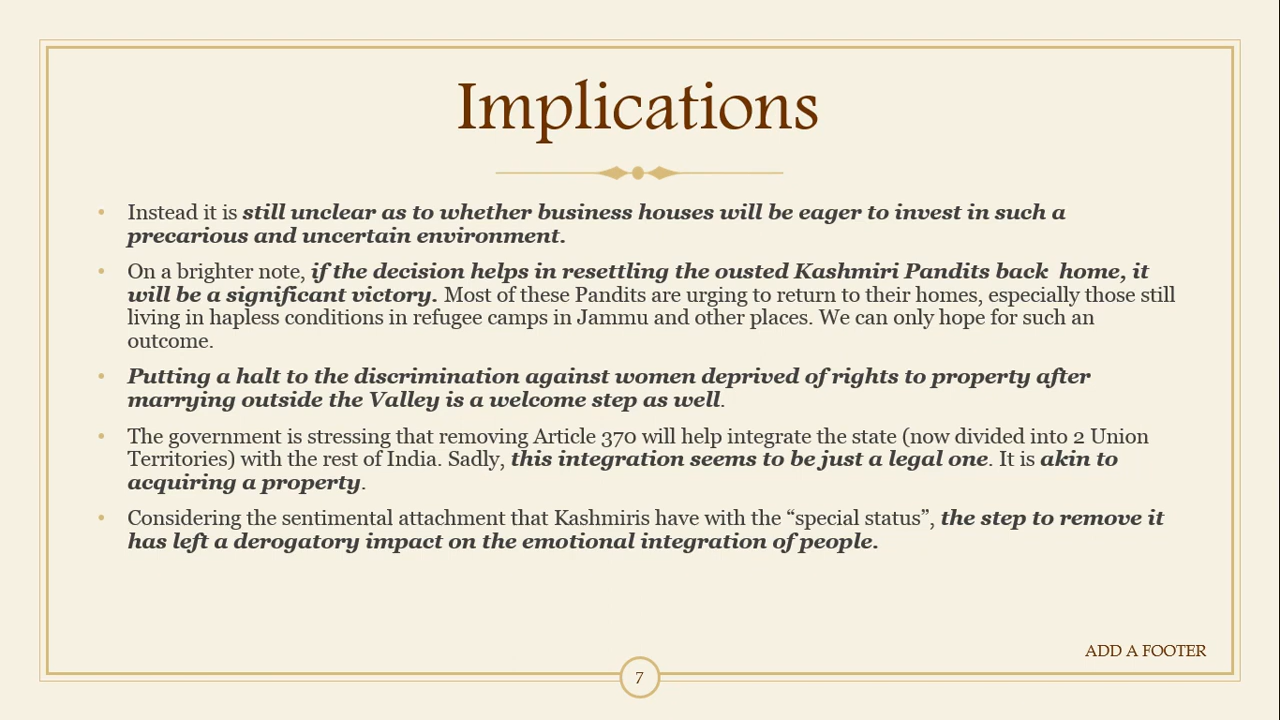 Implications
• Instead it is still unclear as to whether business houses will be eager to invest in such a
precarious and uncertain environment.
• On a brighter note, if the decision helps in resettling the ousted Kashmiri Pandits back  home, it
will be a significant victory. Most of these Pandits are urging to return to their homes, especially those still
living in hapless conditions in refugee camps in Jammu and other places. We can only hope for such an
outcome.
• Putting a halt to the discrimination against women deprived of rights to property after
marrying outside the Valley is a welcome step as well.
• The government is stressing that removing Article 370 will help integrate the state (now divided into 2 Union
Territories) with the rest of India. Sadly, this integration seems to be just a legal one. It is akin to
acquiring a property.
• Considering the sentimental attachment that Kashmiris have with the “special status”, the step to remove it
has left a derogatory impact on the emotional integration of people.
ADD A FOOTER
7